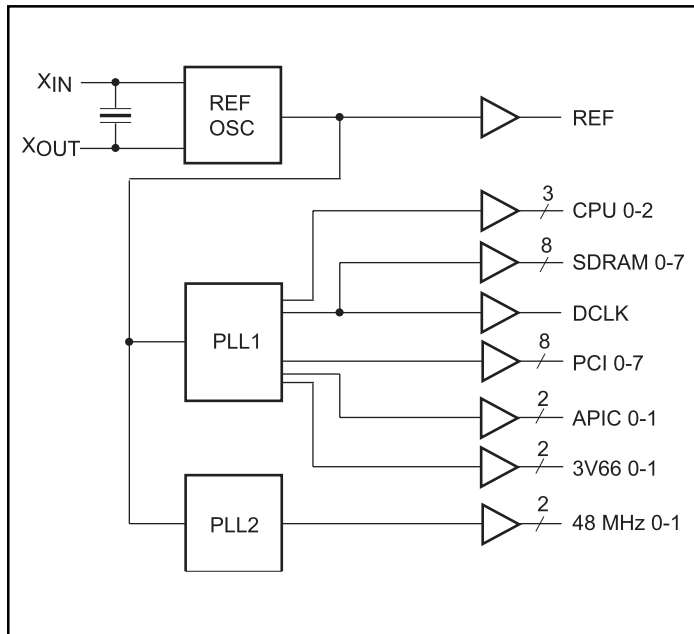 XIN
XOUT
REF
OSC
REF
3
CPU 0-2
8
SDRAM 0-7
DCLK
PLL1
8
PCI 0-7
2
APIC 0-1
2
3V66 0-1
PLL2
2
48 MHz 0-1